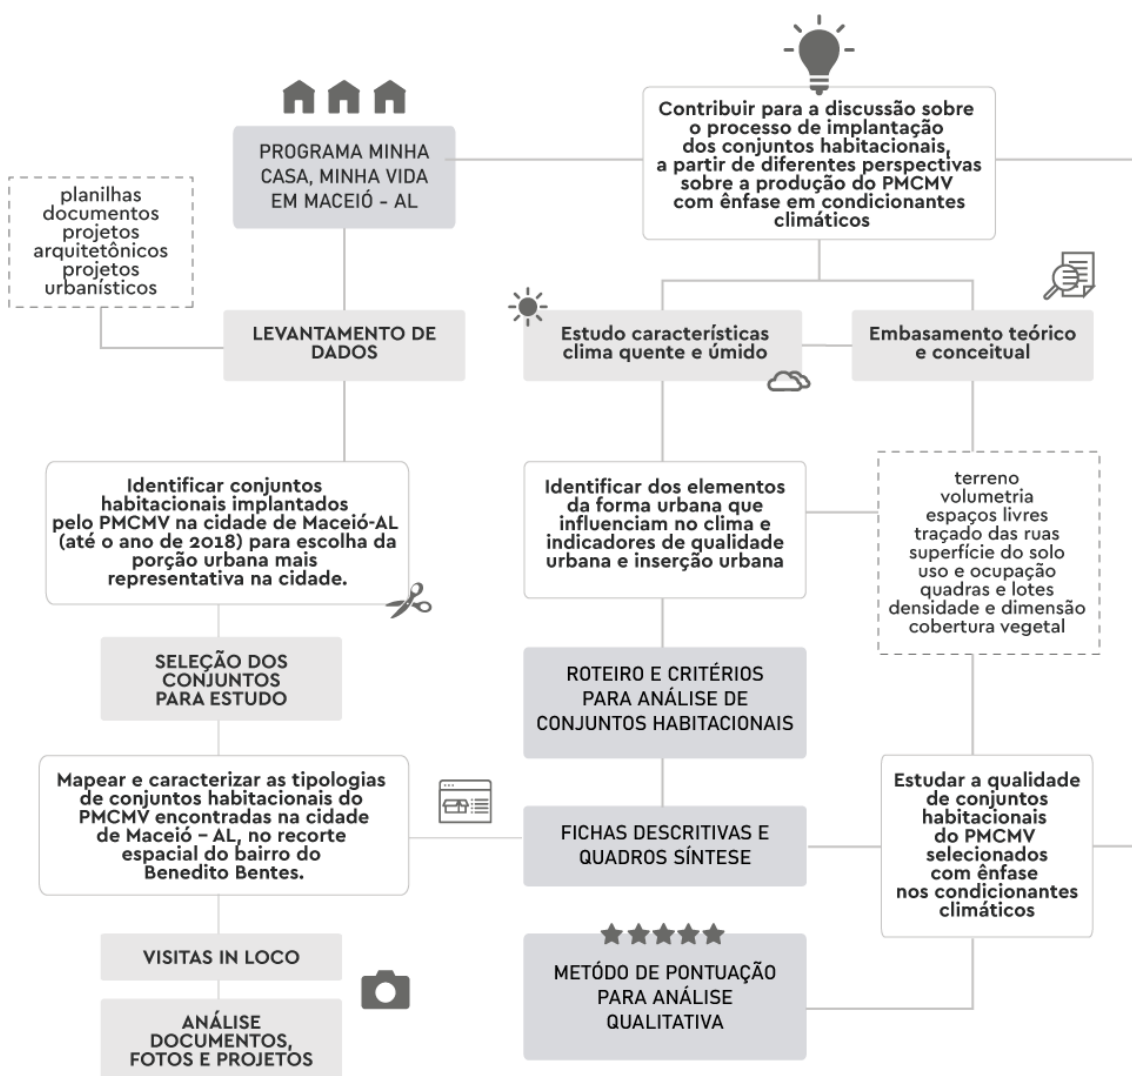 PROGRAMA MINHA
CASA, MINHA VIDA
EM MACEIÓ - AL
Contribuir para a discussão sobre
o processo de implantação
dos conjuntos habitacionais,
a partir de diferentes perspectivas
sobre a produção do PMCMV
com ênfase em condicionantes
climáticos
planilhas
documentos
projetos
arquitetônicos
projetos
urbanísticos
LEVANTAMENTO DE
DADOS
Estudo características
clima quente e úmido
Embasamento teórico
e conceitual
Identificar conjuntos
habitacionais implantados
pelo PMCMV na cidade de Maceió-AL
(até o ano de 2018) para escolha da
porção urbana mais
representativa na cidade.
Identificar dos elementos
da forma urbana que
influenciam no clima e
indicadores de qualidade
urbana e inserção urbana
terreno
volumetria
espaços livres
traçado das ruas
superfície do solo
uso e ocupação
quadras e lotes
densidade e dimensão
cobertura vegetal
SELEÇÃO DOS
CONJUNTOS
PARA ESTUDO
ROTEIRO E CRITÉRIOS
PARA ANÁLISE DE
CONJUNTOS HABITACIONAIS
Mapear e caracterizar as tipologias
de conjuntos habitacionais do
PMCMV encontradas na cidade
de Maceió – AL, no recorte
espacial do bairro do
Benedito Bentes.
FICHAS DESCRITIVAS E
QUADROS SÍNTESE
Estudar a qualidade
de conjuntos
habitacionais
do PMCMV
selecionados
com ênfase
nos condicionantes
climáticos
VISITAS IN LOCO
METÓDO DE PONTUAÇÃO
PARA ANÁLISE
QUALITATIVA
ANÁLISE
DOCUMENTOS,
FOTOS E PROJETOS